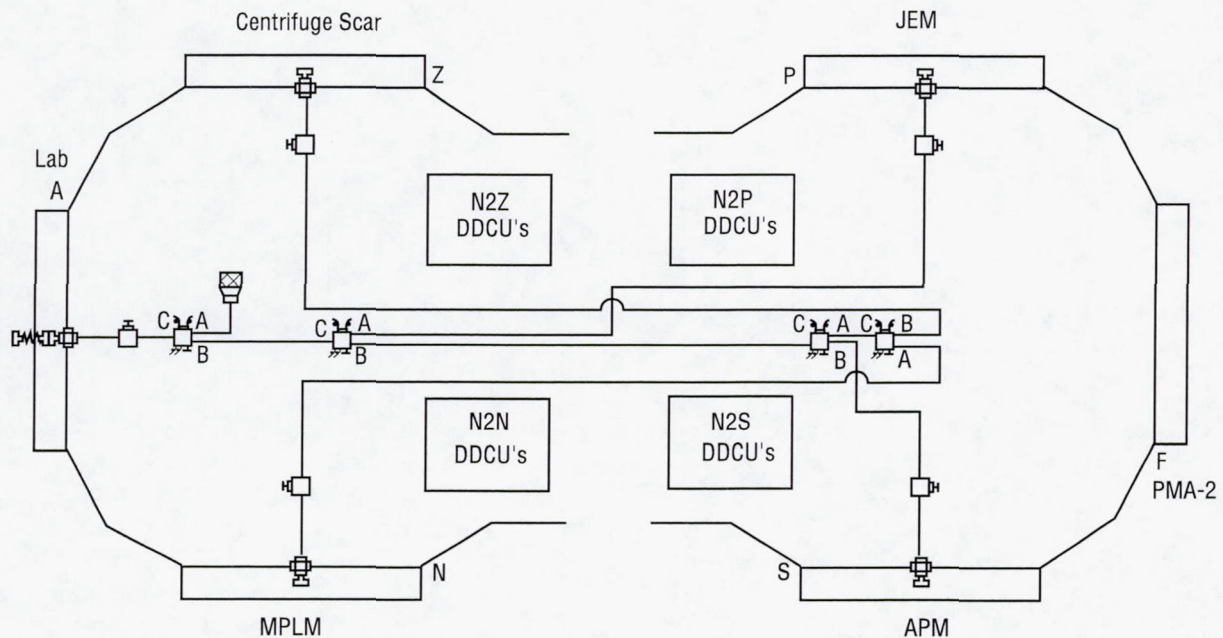 Centrifuge Scar
JEM
Z
P
Lab
A
N2Z
DDCU's
N2P
DDCU's
C A
B
C A
B
C A
B
C B
A
N2N
DDCU's
N2S
DDCU's
F
PMA-2
N
S
MPLM
APM